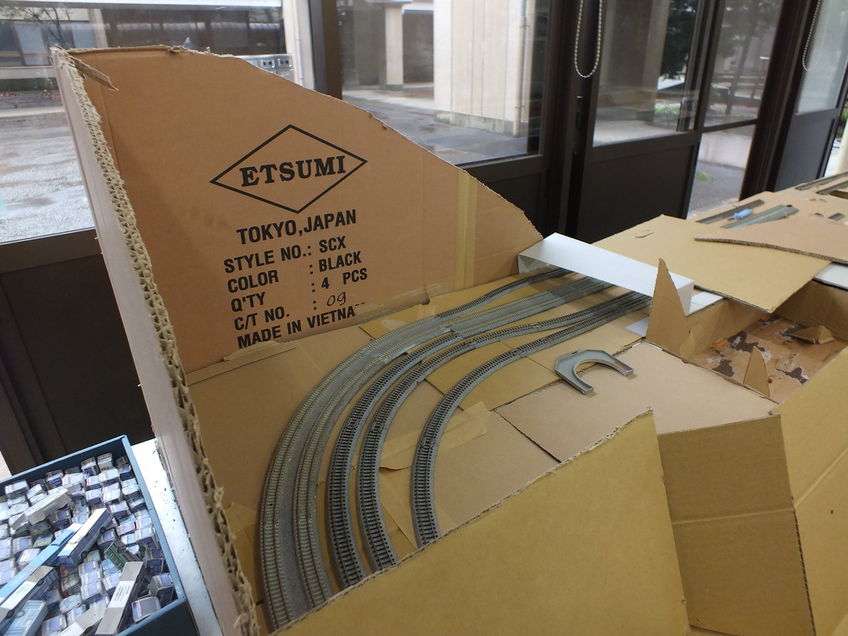 ETSUMI
TOKYO,JAPAN
STYLE NO.: SCX
COLOR : BLACK
Q'TY : 4 PCS
C/T NO. : 09
MADE IN VIETNA